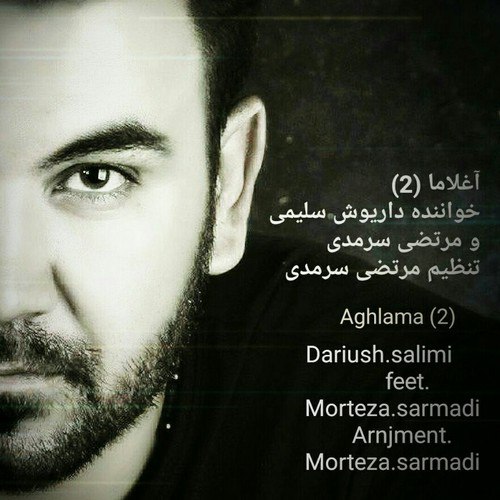 آغلاما (2)
خواننده داریوش سلیمی
و مرتضی سرمدی
تنظیم مرتضی سرمدی
Aghlama (2)
Dariush.salimi
feet.
Morteza.sarmadi
Arnjment.
Morteza.sarmadi